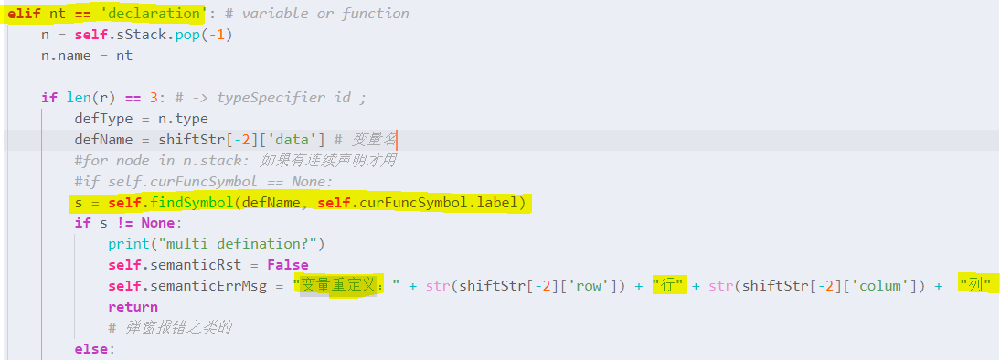 elif nt == 'declaration': # variable or function
n = self.sStack.pop(-1)
n.name = nt
if len(r) == 3: # -> typeSpecifier id ;
defType = n.type
defName = shiftStr[-2]['data'] # 变量名
#for node in n.stack: 如果有连续声明才用
#if self.curFuncSymbol == None:
s = self.findSymbol(defName, self.curFuncSymbol.label)
if s != None:
print("multi defination?")
self.semanticRst = False
self.semanticErrMsg = "变量重定义：" + str(shiftStr[-2]['row']) + "行" + str(shiftStr[-2]['colum']) + "列"
return
# 弹窗报错之类的
else: